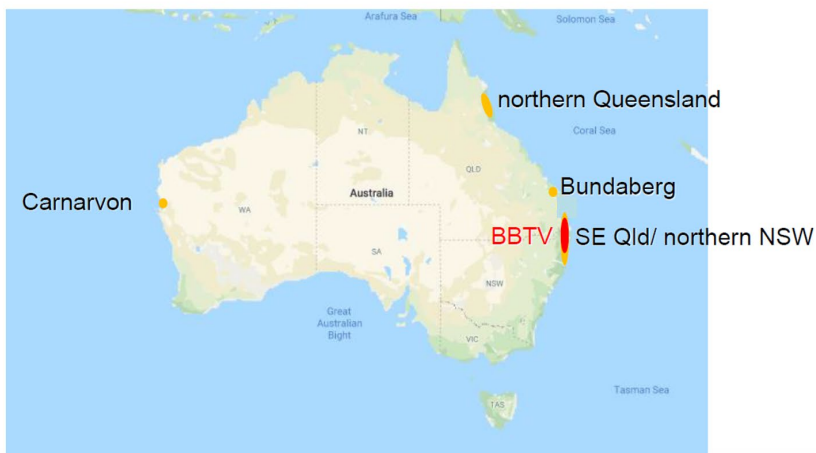 Arafura Sea
Solomon Sea
northern Queensland
NT
Coral Sea
QLD
Bundaberg
Australia
Carnarvon
WA
BBTV
SE Qld/ northern NSW
SA
NSW
Great
Australian
Bight
VIC
Tasman Sea
TAS